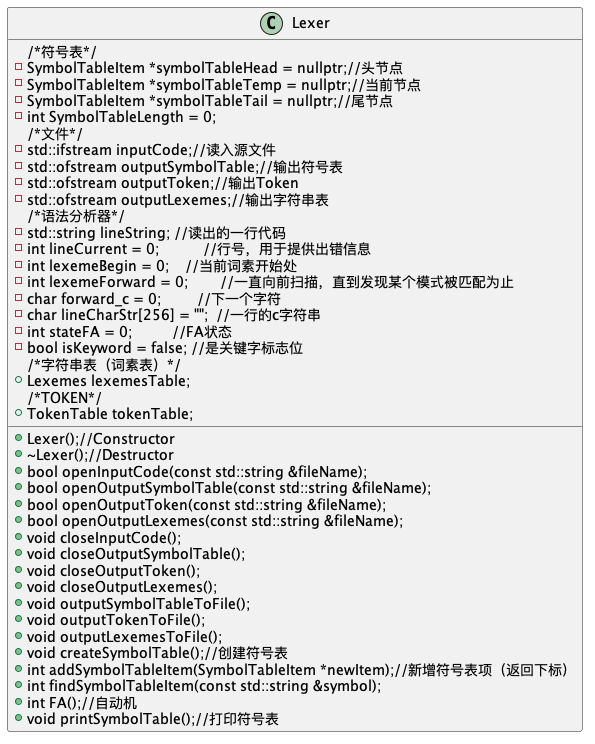 C Lexer
/*符号表*/
SymbolTableItem *symbolTableHead = nullptr;//头节点
SymbolTableItem *symbolTableTemp = nullptr;//当前节点
SymbolTableItem *symbolTableTail = nullptr;//尾节点
int SymbolTableLength = 0;
/*文件*/
std::ifstream inputCode;//读入源文件
std::ofstream outputSymbolTable;//输出符号表
std::ofstream outputToken;//输出Token
std::ofstream outputLexemes;//输出字符串表
/*语法分析器*/
std::string lineString; //读出的一行代码
int lineCurrent = 0;          //行号，用于提供出错信息
int lexemeBegin = 0;    //当前词素开始处
int lexemeForward = 0;       //一直向前扫描，直到发现某个模式被匹配为止
char forward_c = 0;        //下一个字符
char lineCharStr[256] = "";  //一行的c字符串
int stateFA = 0;         //FA状态
bool isKeyword = false; //是关键字标志位
/*字符串表（词素表）*/
Lexemes lexemesTable;
/*TOKEN*/
TokenTable tokenTable;
Lexer();//Constructor
~Lexer();//Destructor
bool openInputCode(const std::string &fileName);
bool openOutputSymbolTable(const std::string &fileName);
bool openOutputToken(const std::string &fileName);
bool openOutputLexemes(const std::string &fileName);
void closeInputCode();
void closeOutputSymbolTable();
void closeOutputToken();
void closeOutputLexemes();
void outputSymbolTableToFile();
void outputTokenToFile();
void outputLexemesToFile();
void createSymbolTable();//创建符号表
int addSymbolTableItem(SymbolTableItem *newItem);//新增符号表项（返回下标）
int findSymbolTableItem(const std::string &symbol);
int FA();//自动机
void printSymbolTable();//打印符号表